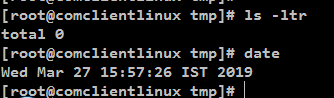 [root@comclientlinux tmp]# ls -ltr
total 0
[root@comclientlinux tmp]# date
Wed Mar 27 15:57:26 IST 2019
[root@comclientlinux tmp]#